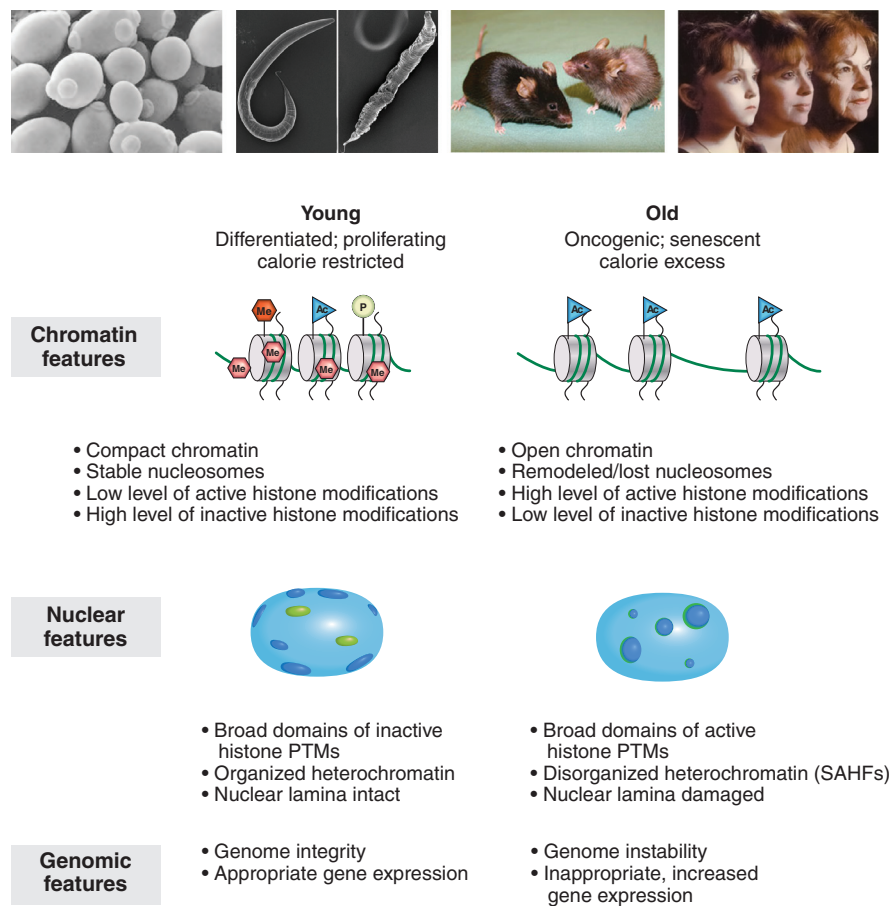 Young
Differentiated; proliferating
calorie restricted
Old
Oncogenic; senescent
calorie excess
Chromatin
features
Me
Ac
P
Me
Me
Me
Me
Ac
Ac
Ac
• Compact chromatin
• Stable nucleosomes
• Low level of active histone modifications
• High level of inactive histone modifications
• Open chromatin
• Remodeled/lost nucleosomes
• High level of active histone modifications
• Low level of inactive histone modifications
Nuclear
features
• Broad domains of inactive
histone PTMs
• Organized heterochromatin
• Nuclear lamina intact
• Broad domains of active
histone PTMs
• Disorganized heterochromatin (SAHFs)
• Nuclear lamina damaged
Genomic
features
• Genome integrity
• Appropriate gene expression
• Genome instability
• Inappropriate, increased
gene expression